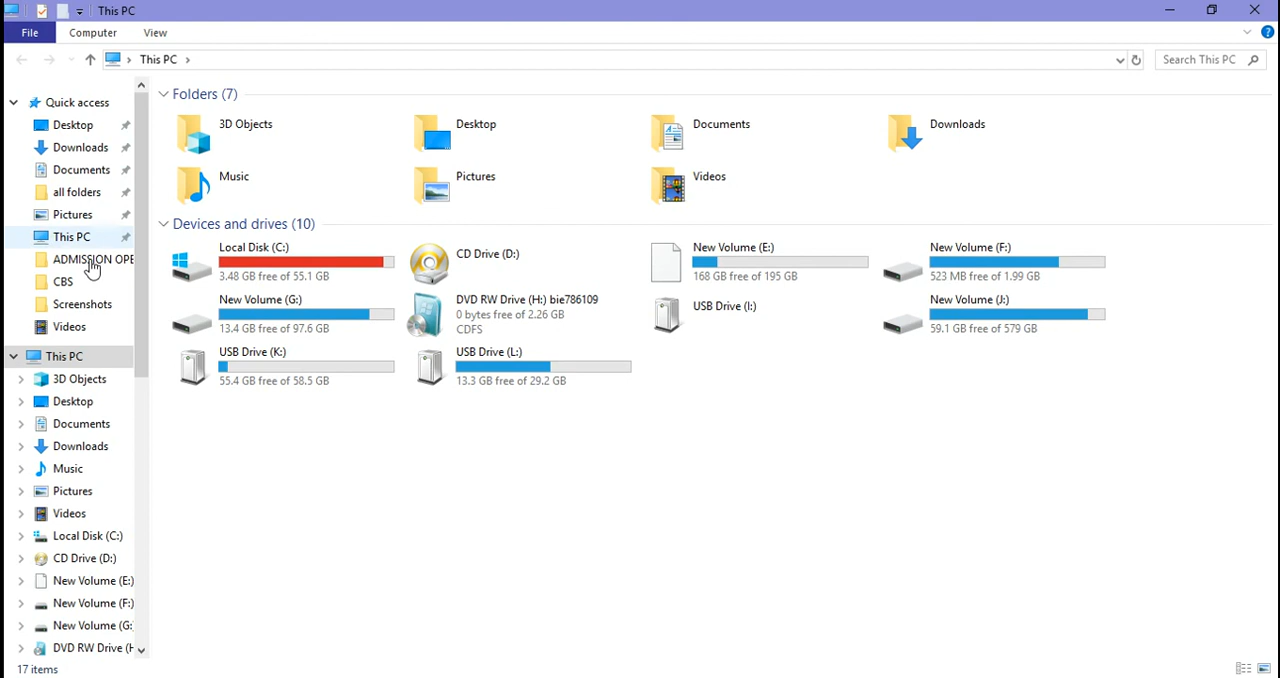 This PC
File Computer View
This PC
Search This PC
Quick access
Desktop
Downloads
Documents
all folders
Pictures
This PC
ADMISSION OPE
CBS
Screenshots
Videos
This PC
3D Objects
Desktop
Documents
Downloads
Music
Pictures
Videos
Local Disk (C:)
CD Drive (D:)
New Volume (E:)
New Volume (F:)
New Volume (G:
DVD RW Drive (H
Folders (7)
3D Objects
Desktop
Documents
Downloads
Music
Pictures
Videos
Devices and drives (10)
Local Disk (C:)
3.48 GB free of 55.1 GB
CD Drive (D:)
New Volume (E:)
168 GB free of 195 GB
New Volume (F:)
523 MB free of 1.99 GB
New Volume (G:)
13.4 GB free of 97.6 GB
DVD RW Drive (H:) bie786109
0 bytes free of 2.26 GB
CDFS
USB Drive (I:)
New Volume (J:)
59.1 GB free of 579 GB
USB Drive (K:)
55.4 GB free of 58.5 GB
USB Drive (L:)
13.3 GB free of 29.2 GB
17 items